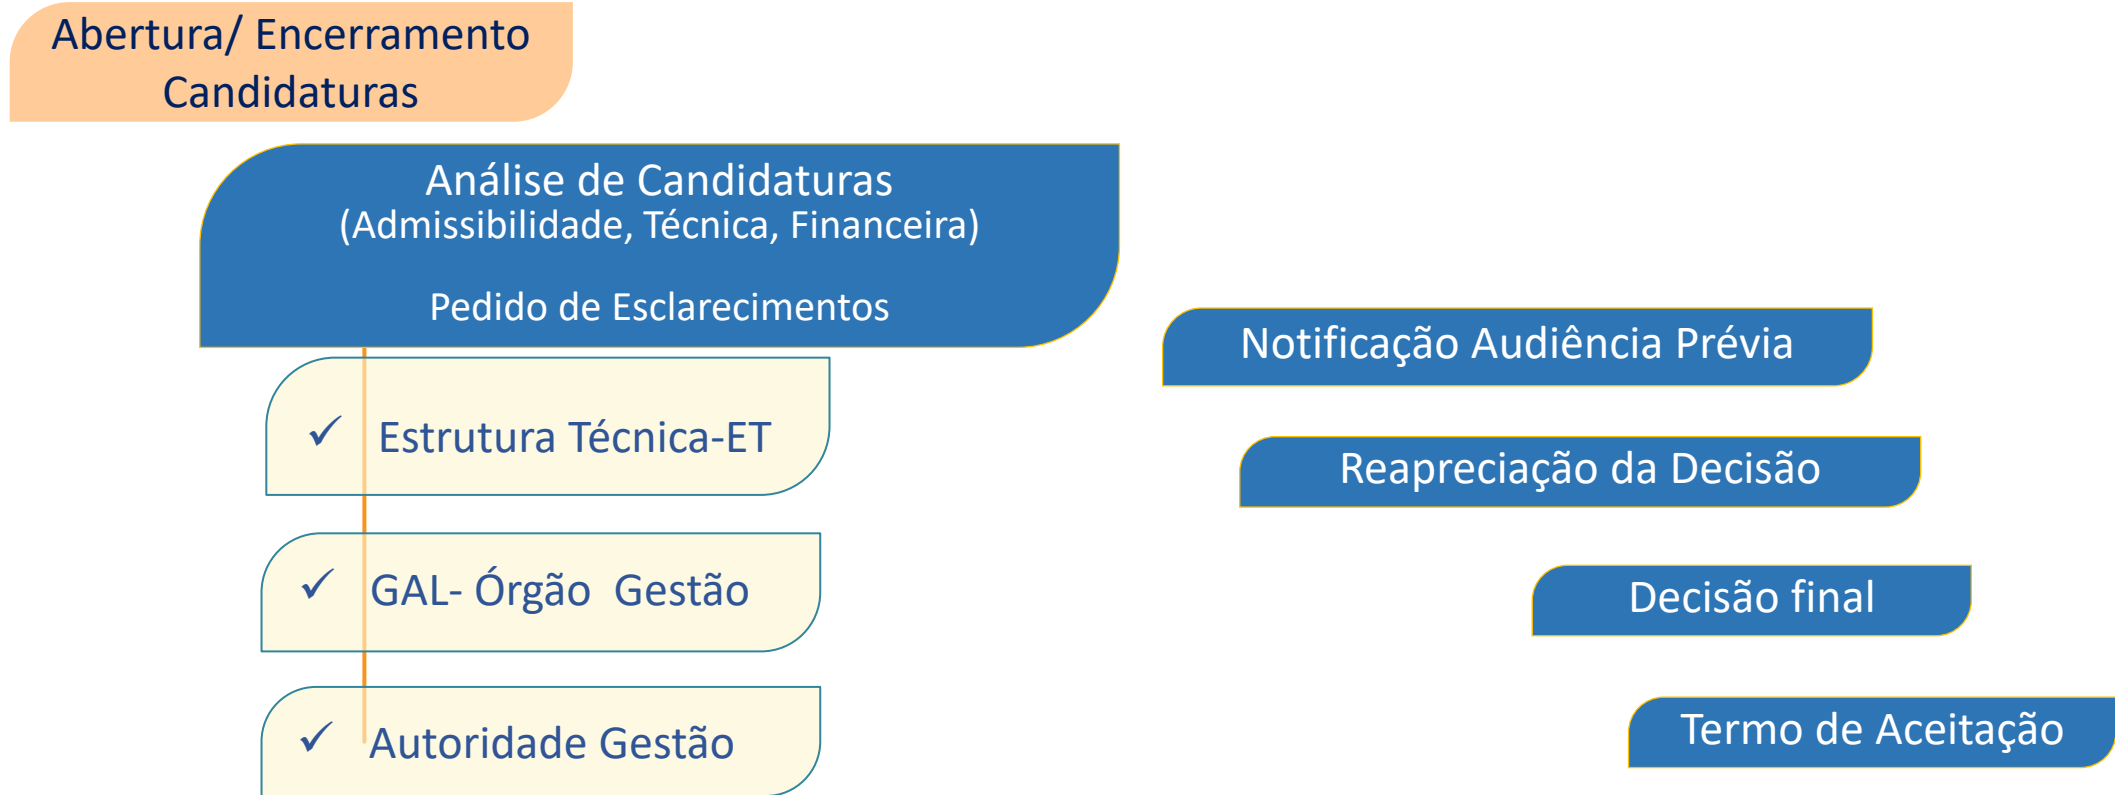 Abertura/ Encerramento
Candidaturas
Análise de Candidaturas
(Admissibilidade, Técnica, Financeira)
Pedido de Esclarecimentos
✓ Estrutura Técnica-ET
✓ GAL- Órgão  Gestão
✓ Autoridade Gestão
Notificação Audiência Prévia
Reapreciação da Decisão
Decisão final
Termo de Aceitação